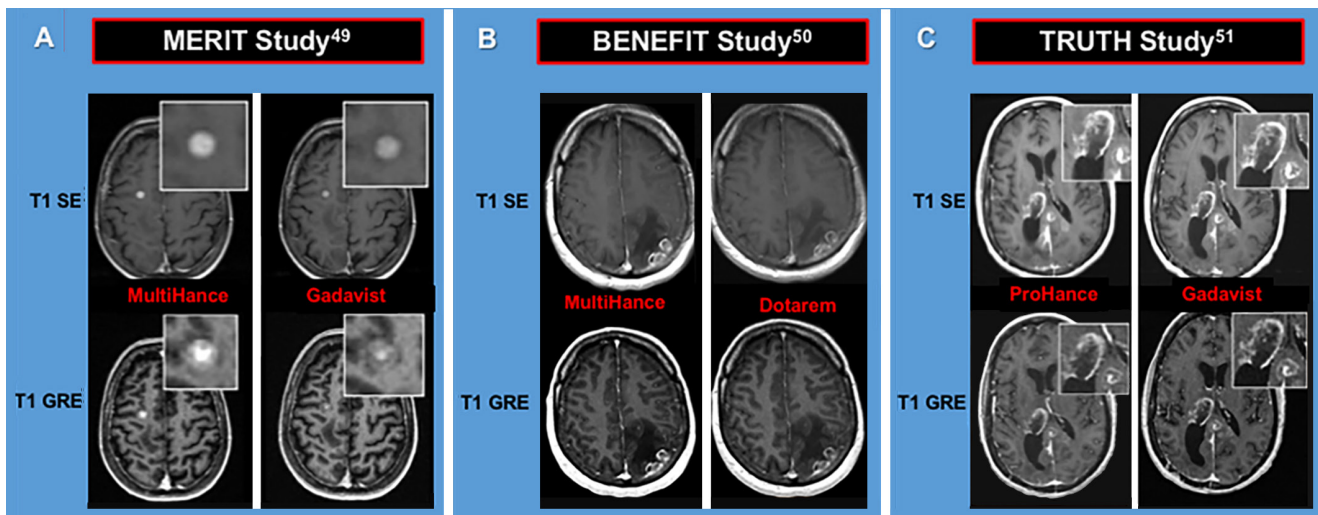 A
MERIT Study49
T1 SE
MultiHance
Gadavist
T1 GRE
B
BENEFIT Study50
T1 SE
MultiHance
Dotarem
T1 GRE
C
TRUTH Study51
T1 SE
ProHance
Gadavist
T1 GRE